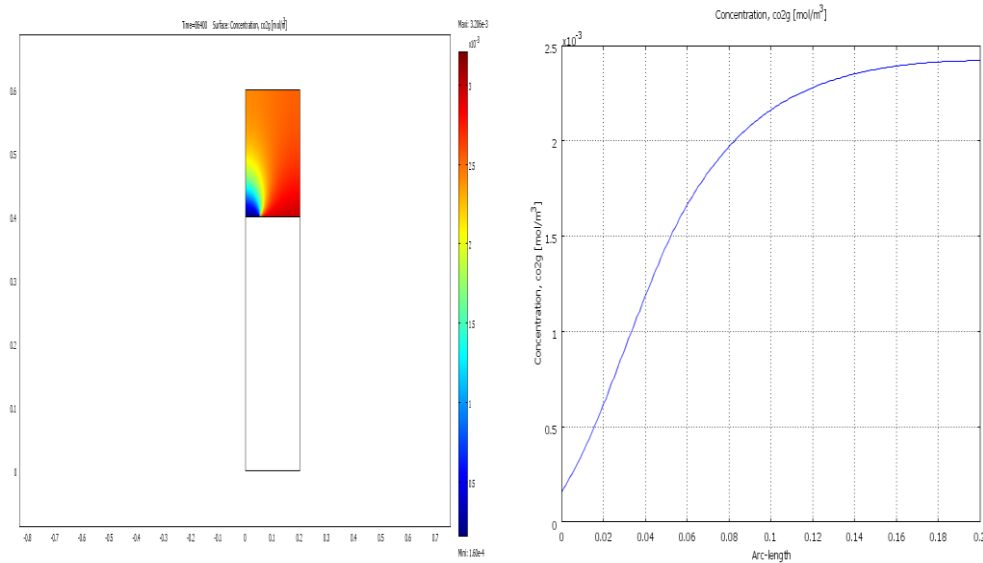 Time=86400 Surface: Concentration, co2g [mol/m³]
Max: 3.206e-3
×10⁻³
0.6
0.5
0.4
0.3
0.2
0.1
0
-0.8 -0.7 -0.6 -0.5 -0.4 -0.3 -0.2 -0.1 0 0.1 0.2 0.3 0.4 0.5 0.6 0.7
3
2.5
2
1.5
1
0.5
Min: 1.60e-4
Concentration, co2g [mol/m³]
×10⁻³
2.5
2
1.5
1
0.5
0
Concentration, co2g [mol/m³]
0 0.02 0.04 0.06 0.08 0.1 0.12 0.14 0.16 0.18 0.2
Arc-length